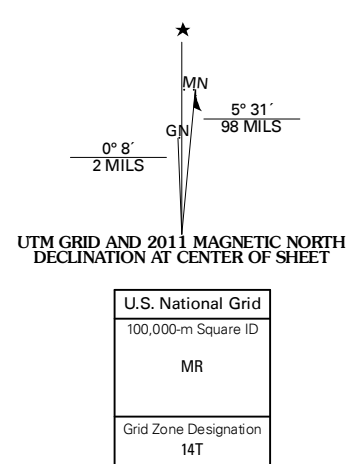 MN
GN
5° 31´
98 MILS
0° 8´
2 MILS
UTM GRID AND 2011 MAGNETIC NORTH
DECLINATION AT CENTER OF SHEET
U.S. National Grid
100,000-m Square ID
MR
Grid Zone Designation
14T